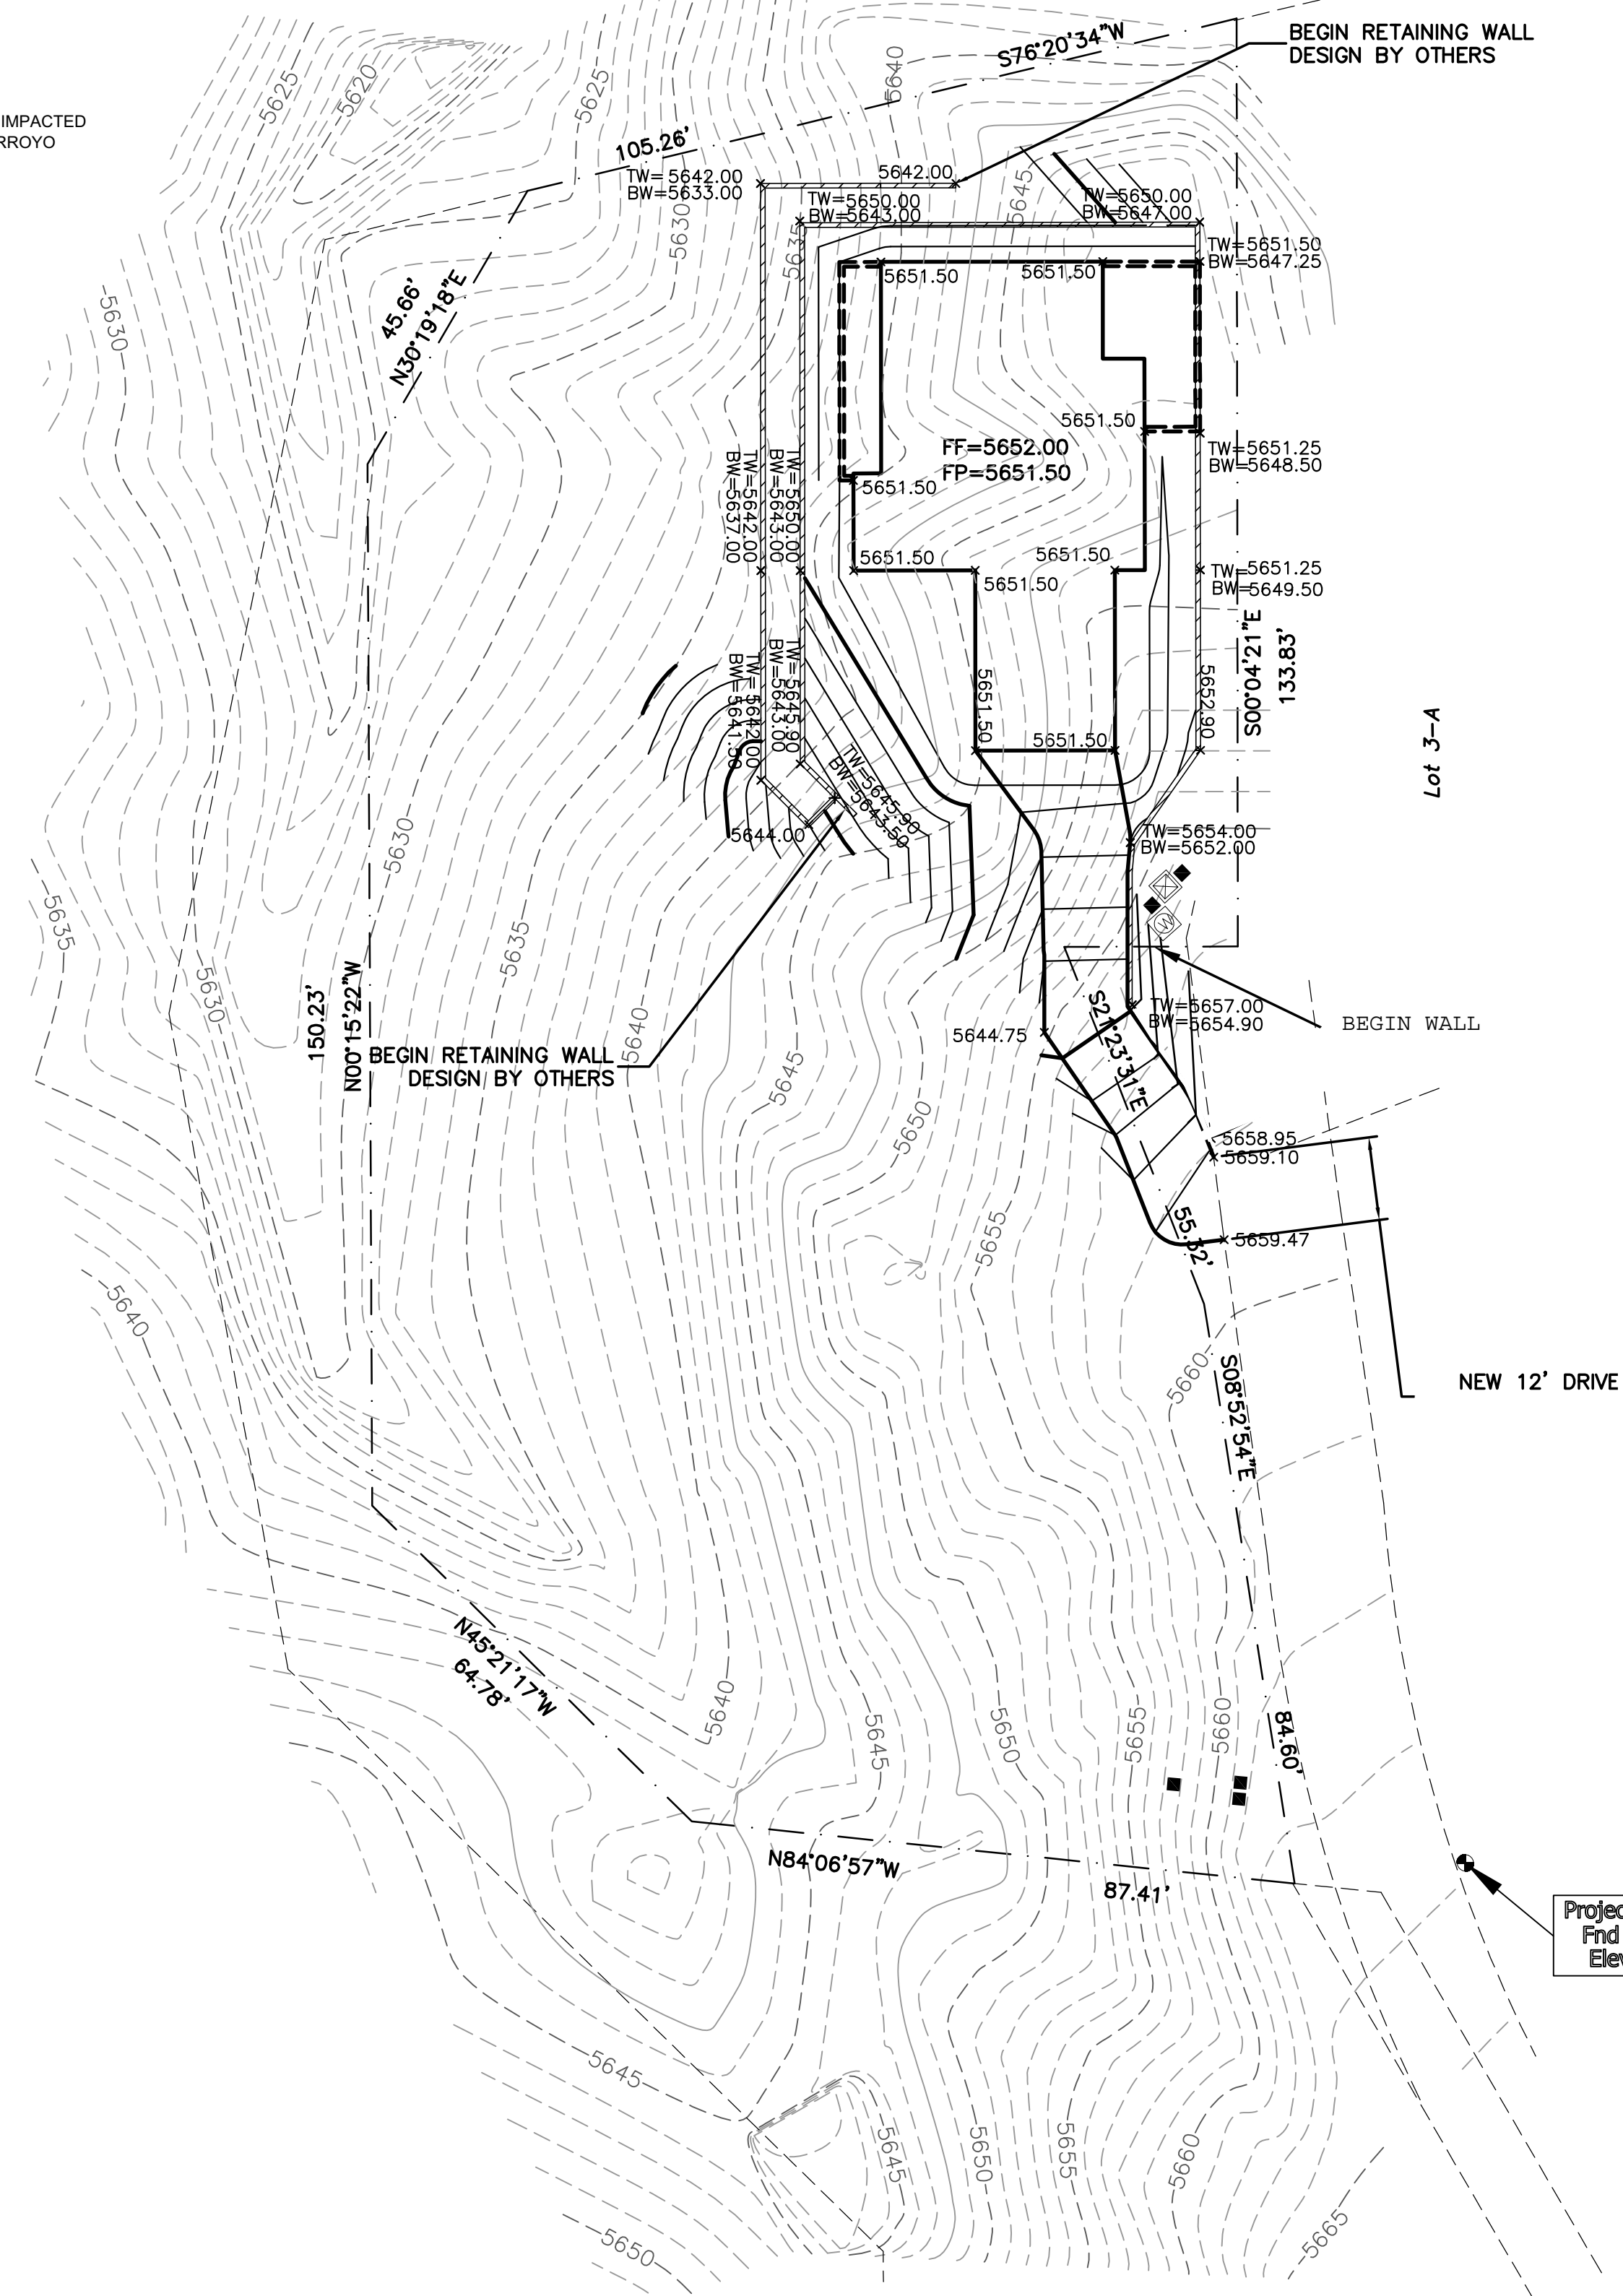 IMPACTED
RROYO
BEGIN RETAINING WALL
DESIGN BY OTHERS
S76°20'34"W
105.26'
5625
5620
5625
5640
TW= 5642.00
BW=5633.00
5642.00
TW=5650.00
BW=5643.00
5645
TW=5650.00
BW=5647.00
5630
5635
TW=5651.50
BW=5647.25
5651.50
5651.50
45.66'
N30°19'18"E
5630
5651.50
FF=5652.00
FP=5651.50
TW=5651.25
BW=5648.50
5651.50
TW=5642.00
BW=5637.00
TW=5650.00
BW=5643.00
5651.50
5651.50
5651.50
TW=5651.25
BW=5649.50
S00°04'21"E
133.83'
TW=5642.00
BW=5641.50
TW=5645.90
BW=5643.00
5651.50
5652.90
5651.50
Lot 3-A
TW=5645.90
BW=5643.50
5644.00
TW=5654.00
BW=5652.00
5630
5635
5635
5630
150.23'
N00°15'22"W
W
S21°23'31"E
TW=5657.00
BW=5654.90
BEGIN WALL
5644.75
5640
BEGIN RETAINING WALL
DESIGN BY OTHERS
5645
5650
5658.95
5659.10
55.32'
5659.47
5655
5640
5660
S08°52'54"E
NEW 12' DRIVE
N45°21'17"W
64.78'
5640
5645
5650
5655
5660
84.60'
N84°06'57"W
87.41'
Projec
Fnd
Elev
5645
5645
5650
5655
5660
5650
5665